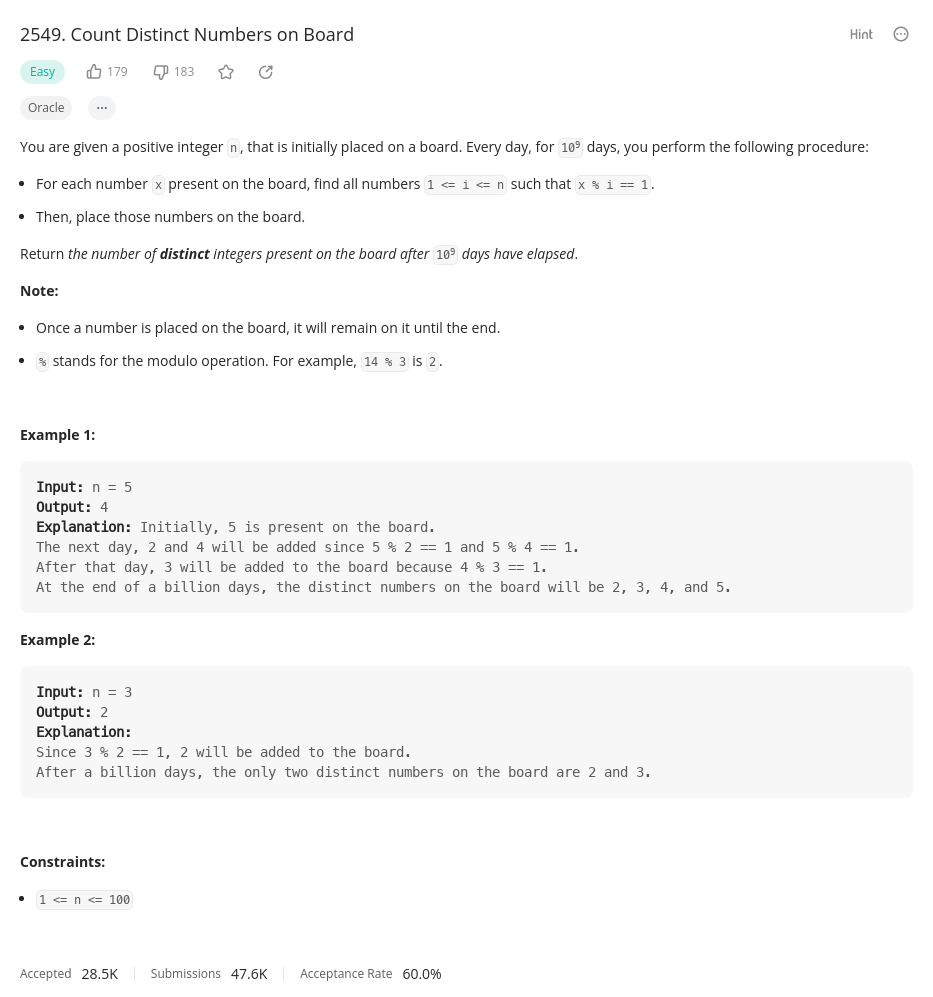 2549. Count Distinct Numbers on Board
Hint
Easy 179 183
Oracle ...
You are given a positive integer n, that is initially placed on a board. Every day, for 10⁹ days, you perform the following procedure:
• For each number x present on the board, find all numbers 1 <= i <= n such that x % i == 1.
• Then, place those numbers on the board.
Return the number of distinct integers present on the board after 10⁹ days have elapsed.
Note:
• Once a number is placed on the board, it will remain on it until the end.
• % stands for the modulo operation. For example, 14 % 3 is 2.
Example 1:
Input: n = 5
Output: 4
Explanation: Initially, 5 is present on the board.
The next day, 2 and 4 will be added since 5 % 2 == 1 and 5 % 4 == 1.
After that day, 3 will be added to the board because 4 % 3 == 1.
At the end of a billion days, the distinct numbers on the board will be 2, 3, 4, and 5.
Example 2:
Input: n = 3
Output: 2
Explanation:
Since 3 % 2 == 1, 2 will be added to the board.
After a billion days, the only two distinct numbers on the board are 2 and 3.
Constraints:
• 1 <= n <= 100
Accepted 28.5K Submissions 47.6K Acceptance Rate 60.0%